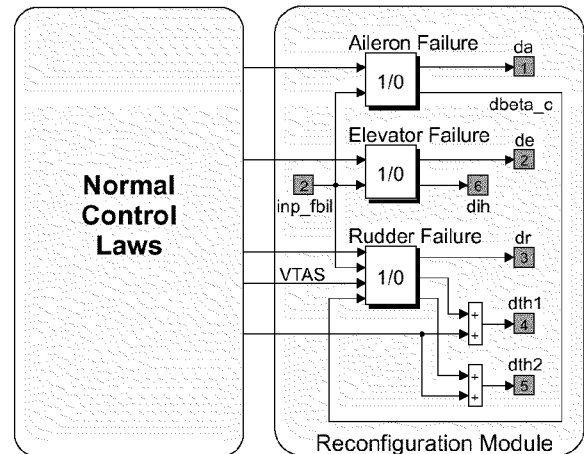 Aileron Failure
da
1/0
1
dbeta_c
Elevator Failure
de
1/0
2
Normal
Control
Laws
2
inp_fbil
6
dih
Rudder Failure
dr
1/0
3
VTAS
dth1
+
+
4
dth2
+
+
5
Reconfiguration Module